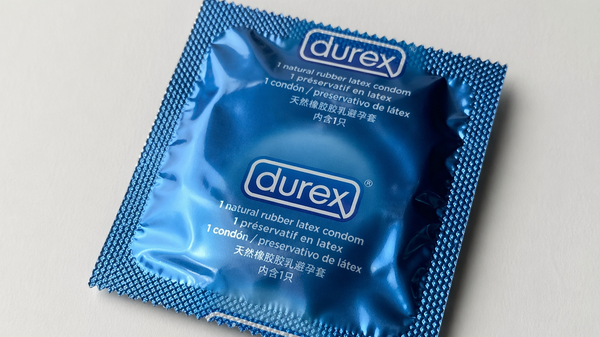 durex
1 natural rubber latex condom
1 préservatif en latex
1 condón / preservativo de látex
天然橡胶胶乳避孕套
内含1只
durex®
1 natural rubber latex condom
1 préservatif en latex
1 condón / preservativo de látex
天然橡胶胶乳避孕套
内含1只